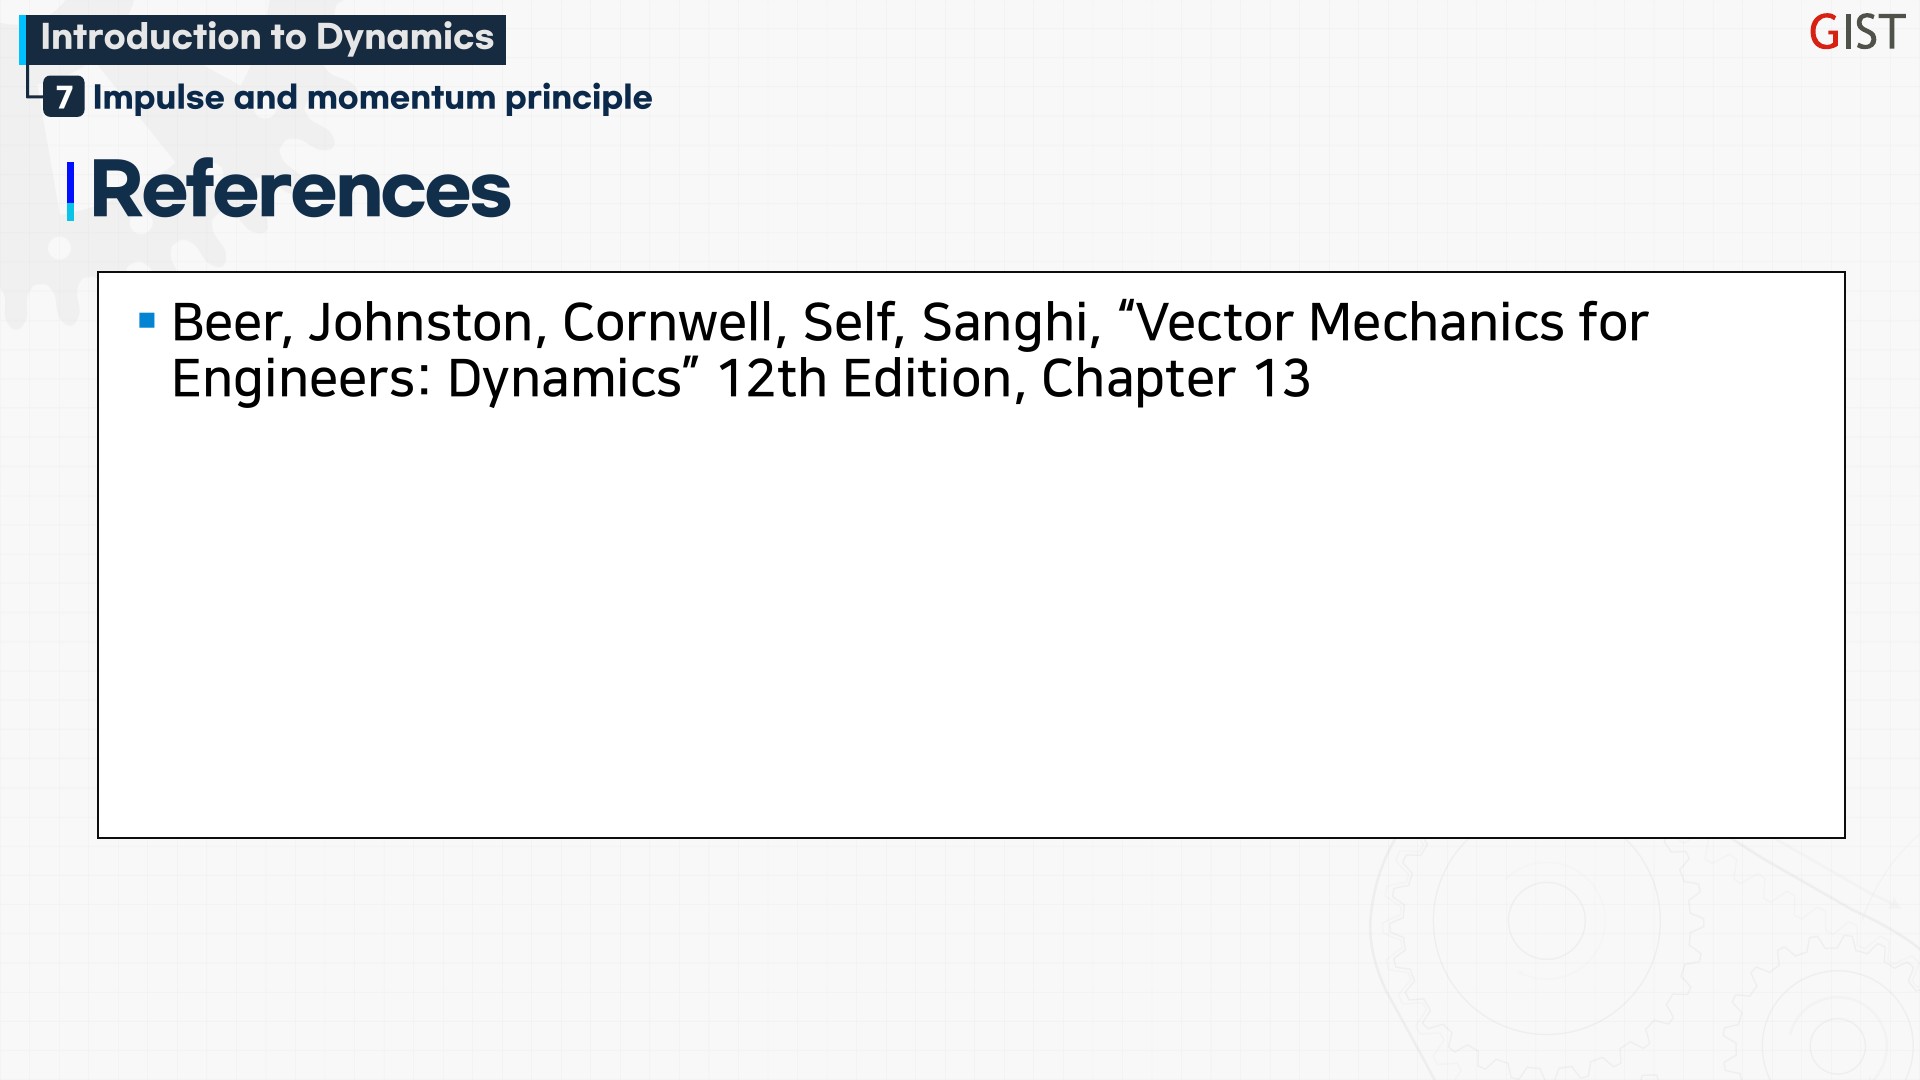 Introduction to Dynamics
GIST
7 Impulse and momentum principle
References
▪ Beer, Johnston, Cornwell, Self, Sanghi, “Vector Mechanics for
Engineers: Dynamics” 12th Edition, Chapter 13